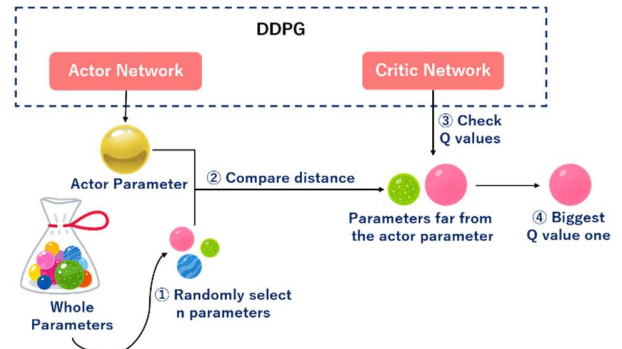 DDPG
Actor Network
Critic Network
③ Check
Q values
Actor Parameter
② Compare distance
Parameters far from
the actor parameter
④ Biggest
Q value one
① Randomly select
n parameters
Whole
Parameters